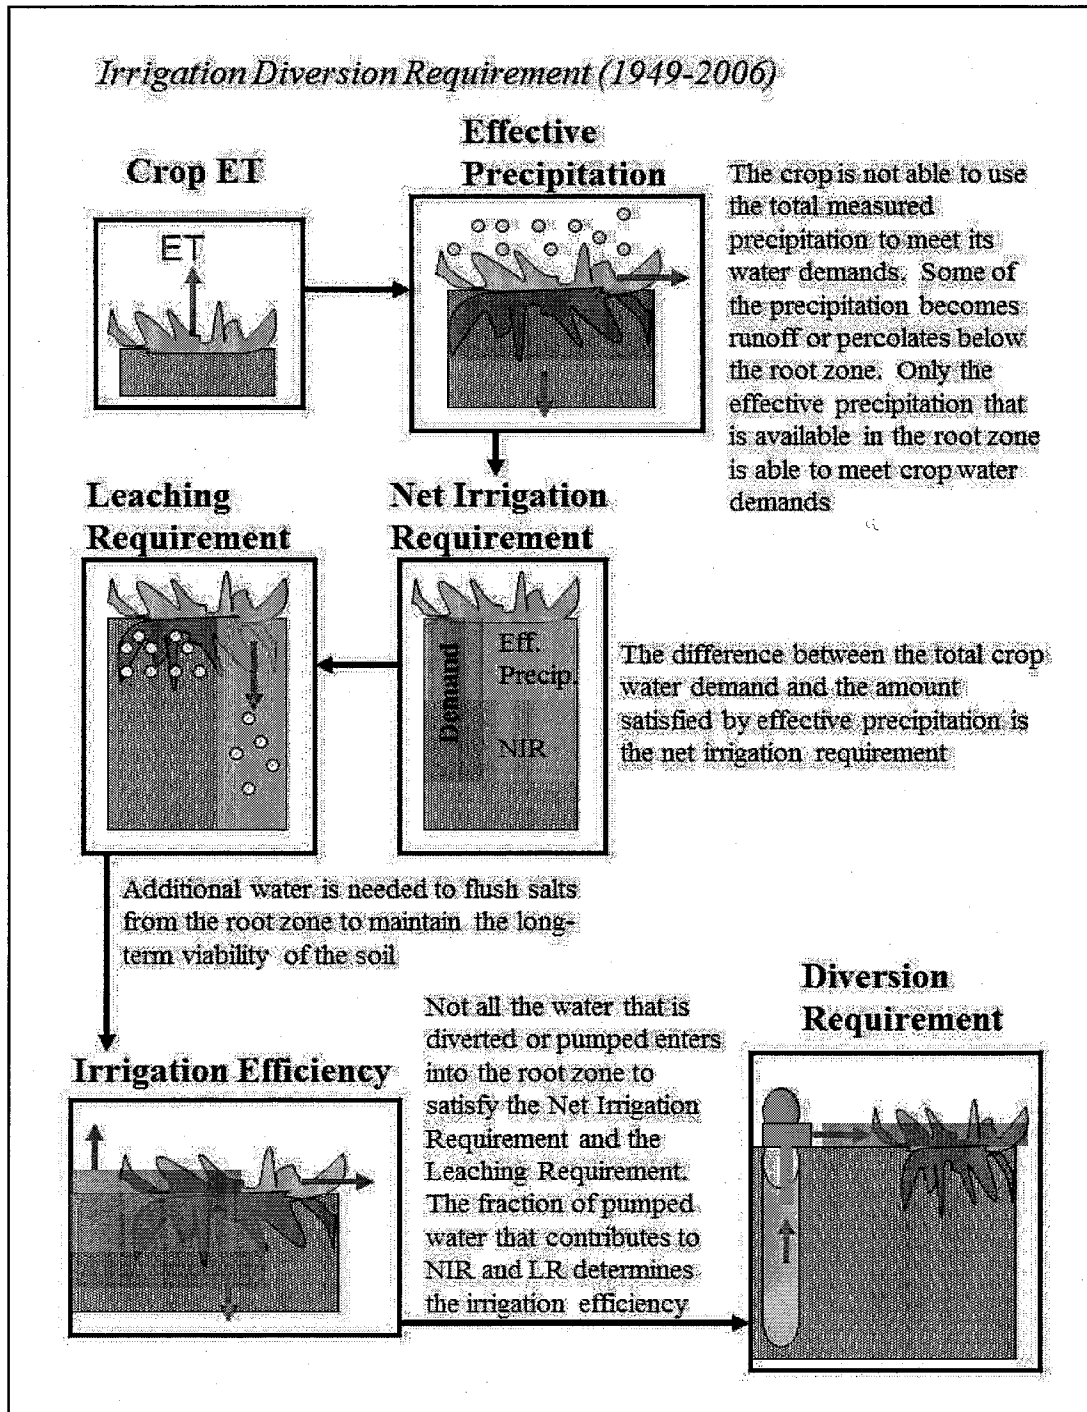 Irrigation Diversion Requirement (1949-2006)
Crop ET
ET
Effective
Precipitation
The crop is not able to use
the total measured
precipitation to meet its
water demands. Some of
the precipitation becomes
runoff or percolates below
the root zone. Only the
effective precipitation that
is available in the root zone
is able to meet crop water
demands
Leaching
Requirement
Net Irrigation
Requirement
Demand
Eff.
Precip.
NIR
The difference between the total crop
water demand and the amount
satisfied by effective precipitation is
the net irrigation requirement
Additional water is needed to flush salts
from the root zone to maintain the long-
term viability of the soil
Irrigation Efficiency
Not all the water that is
diverted or pumped enters
into the root zone to
satisfy the Net Irrigation
Requirement and the
Leaching Requirement.
The fraction of pumped
water that contributes to
NIR and LR determines
the irrigation efficiency
Diversion
Requirement